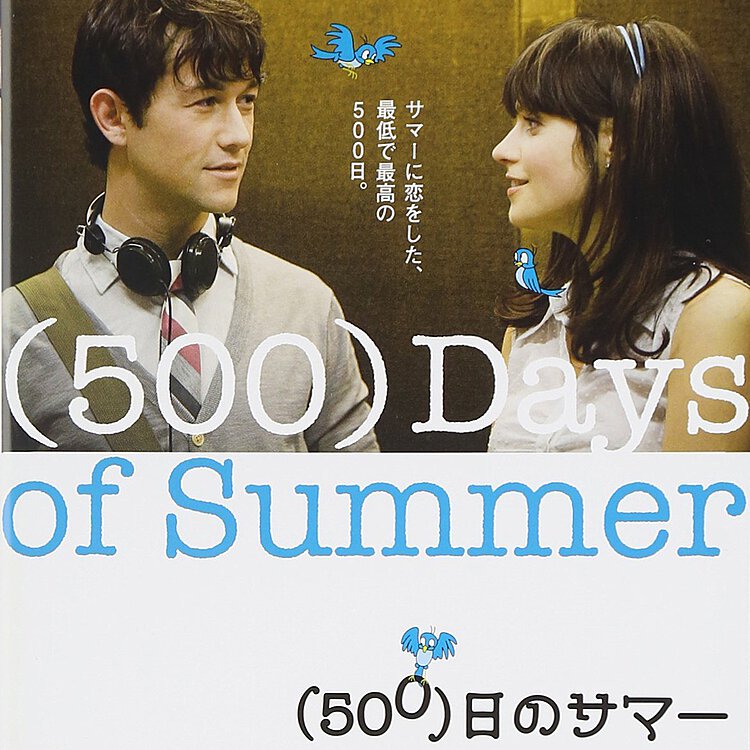 サマーに恋をした、
最低で最高の
500日。
(500) Days
of Summer
(500)日のサマー